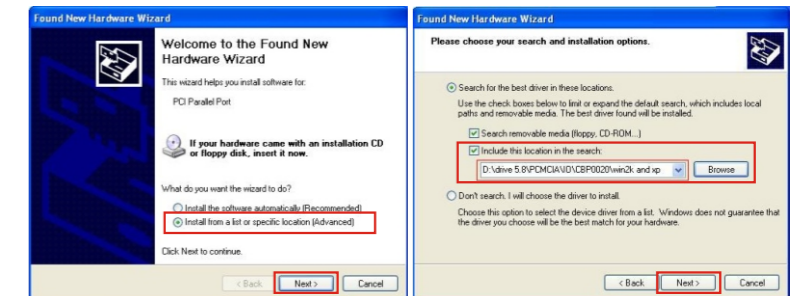 Found New Hardware Wizard
Welcome to the Found New
Hardware Wizard
This wizard helps you install software for:
PCI Parallel Port
If your hardware came with an installation CD
or floppy disk, insert it now.
What do you want the wizard to do?
Install the software automatically (Recommended)
Install from a list or specific location (Advanced)
Click Next to continue.
< Back
Next >
Cancel
Found New Hardware Wizard
Please choose your search and installation options.
Search for the best driver in these locations.
Use the check boxes below to limit or expand the default search, which includes local
paths and removable media. The best driver found will be installed.
Search removable media (floppy, CD-ROM...)
Include this location in the search:
D:\drive 5.8\PCMCIA\IO\CBP0020\win2k and xp
Browse
Don't search. I will choose the driver to install.
Choose this option to select the device driver from a list. Windows does not guarantee that
the driver you choose will be the best match for your hardware.
< Back
Next >
Cancel